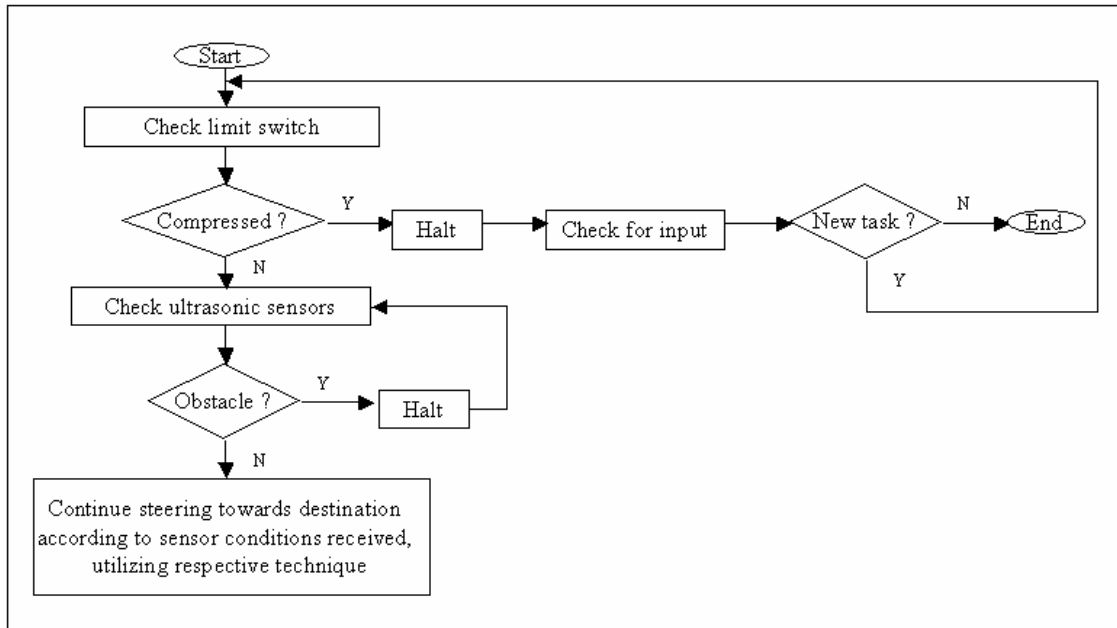 Start
Check limit switch
Compressed ?
Y
Halt
Check for input
New task ?
N
End
Y
N
Check ultrasonic sensors
Obstacle ?
Y
Halt
N
Continue steering towards destination
according to sensor conditions received,
utilizing respective technique